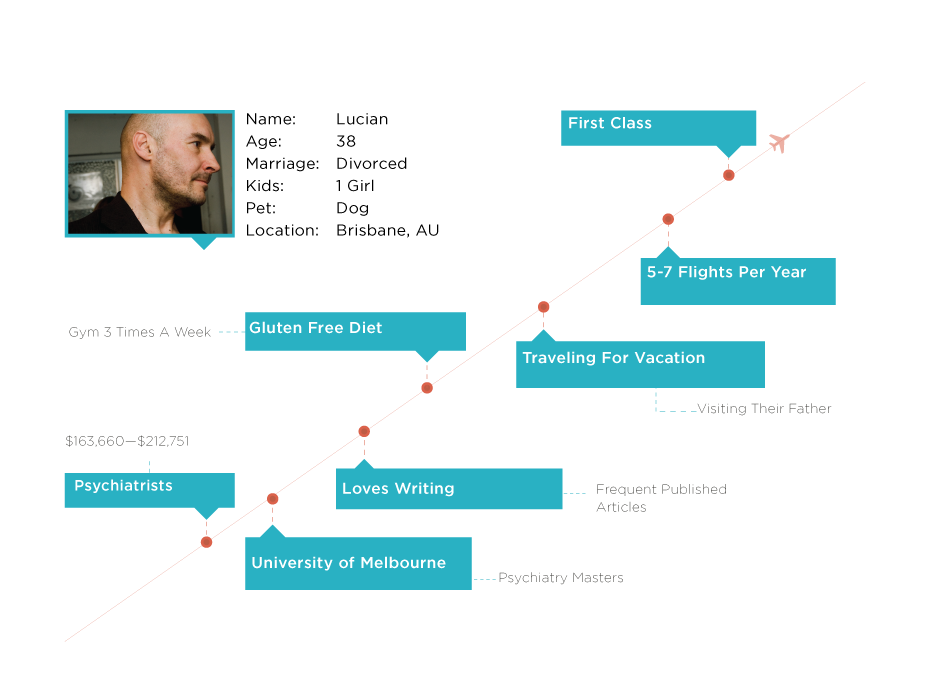 Name: Lucian
Age: 38
Marriage: Divorced
Kids: 1 Girl
Pet: Dog
Location: Brisbane, AU
First Class
5-7 Flights Per Year
Gym 3 Times A Week
Gluten Free Diet
Traveling For Vacation
Visiting Their Father
$163,660—$212,751
Psychiatrists
Loves Writing
Frequent Published
Articles
University of Melbourne
Psychiatry Masters